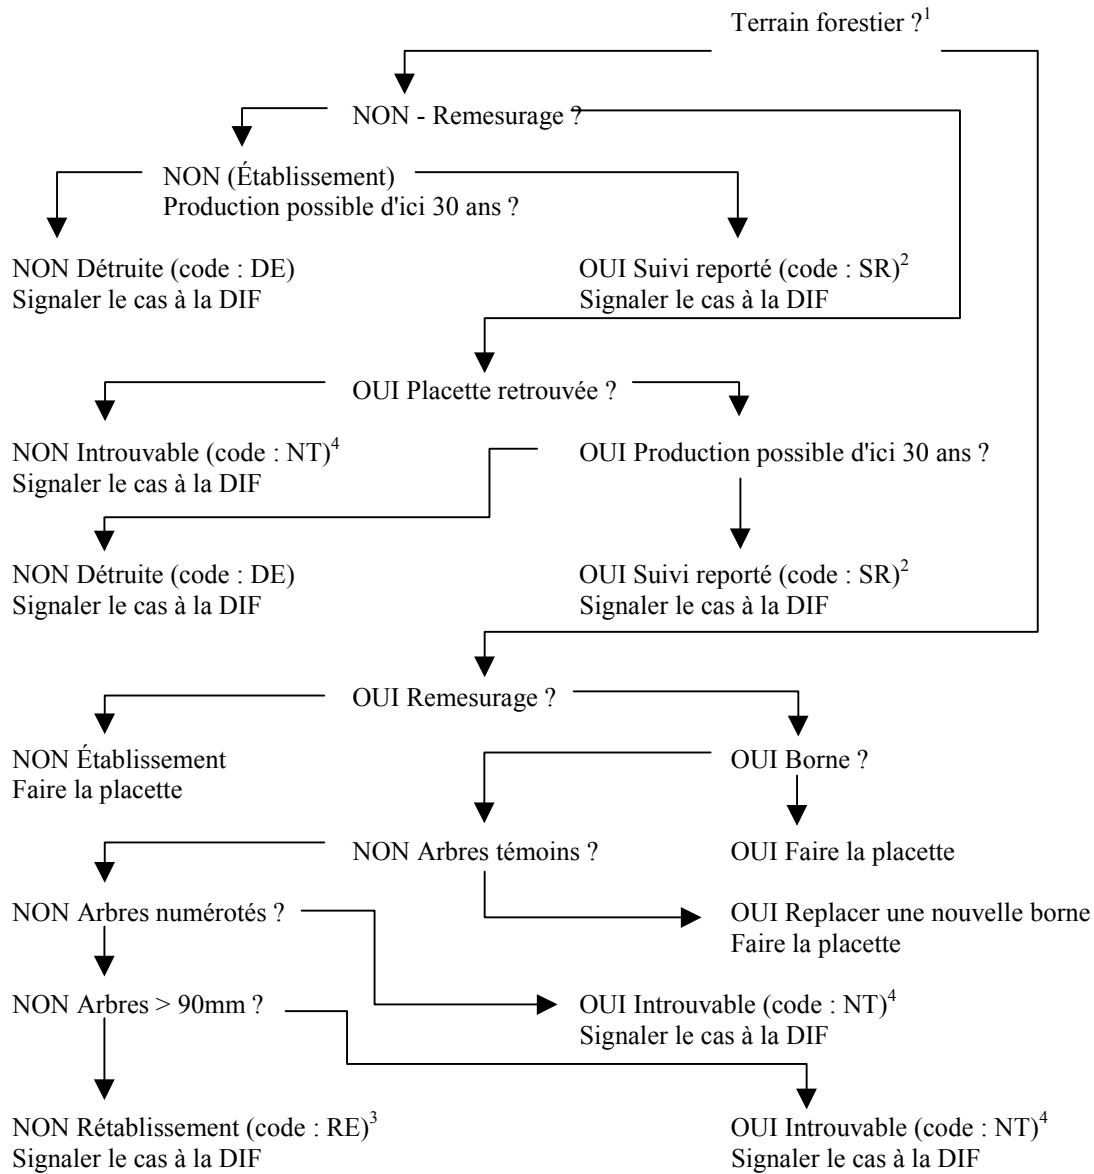 Terrain forestier ?1
NON - Remesurage ?
NON (Établissement)
Production possible d'ici 30 ans ?
NON Détruite (code : DE)
Signaler le cas à la DIF
OUI Suivi reporté (code : SR)2
Signaler le cas à la DIF
OUI Placette retrouvée ?
NON Introuvable (code : NT)4
Signaler le cas à la DIF
OUI Production possible d'ici 30 ans ?
NON Détruite (code : DE)
Signaler le cas à la DIF
OUI Suivi reporté (code : SR)2
Signaler le cas à la DIF
OUI Remesurage ?
NON Établissement
Faire la placette
OUI Borne ?
NON Arbres témoins ?
OUI Faire la placette
NON Arbres numérotés ?
OUI Replacer une nouvelle borne
Faire la placette
NON Arbres > 90mm ?
OUI Introuvable (code : NT)4
Signaler le cas à la DIF
NON Rétablissement (code : RE)3
Signaler le cas à la DIF
OUI Introuvable (code : NT)4
Signaler le cas à la DIF